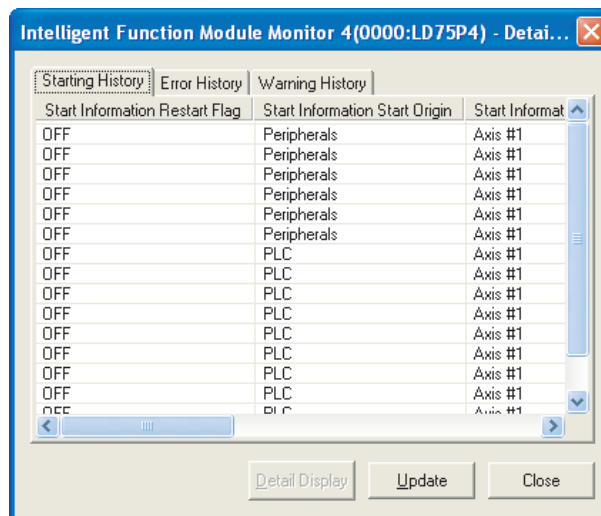 Intelligent Function Module Monitor 4(0000:LD75P4) - Detai...
Starting History Error History Warning History
Start Information Restart Flag Start Information Start Origin Start Informat
OFF Peripherals Axis #1
OFF Peripherals Axis #1
OFF Peripherals Axis #1
OFF Peripherals Axis #1
OFF Peripherals Axis #1
OFF Peripherals Axis #1
OFF PLC Axis #1
OFF PLC Axis #1
OFF PLC Axis #1
OFF PLC Axis #1
OFF PLC Axis #1
OFF PLC Axis #1
OFF PLC Axis #1
OFF PLC Axis #1
OFF PLC Axis #1
Detail Display Update Close